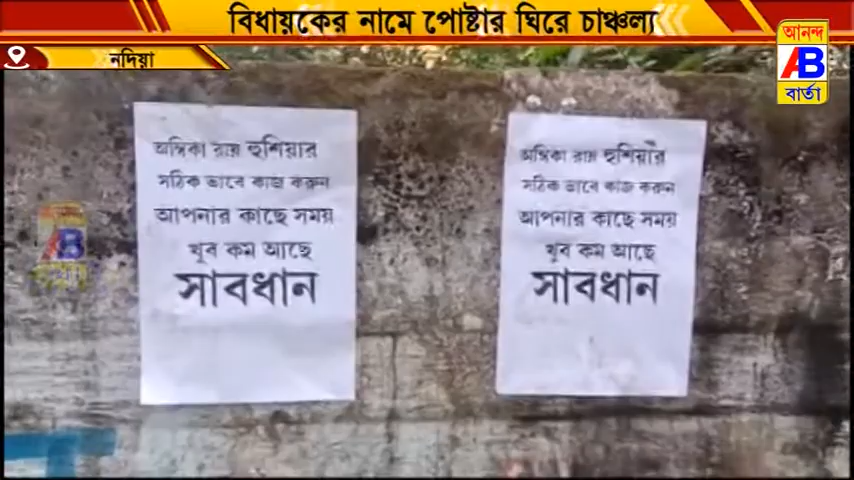 বিধায়কের নামে পোষ্টার ঘিরে চাঞ্চল্য
নদিয়া
আনন্দ
AB
বার্তা
অম্বিকা রায় হুশিয়ার
সঠিক ভাবে কাজ করুন
আপনার কাছে সময়
খুব কম আছে
সাবধান
অম্বিকা রায় হুশিয়ার
সঠিক ভাবে কাজ করুন
আপনার কাছে সময়
খুব কম আছে
সাবধান
AB